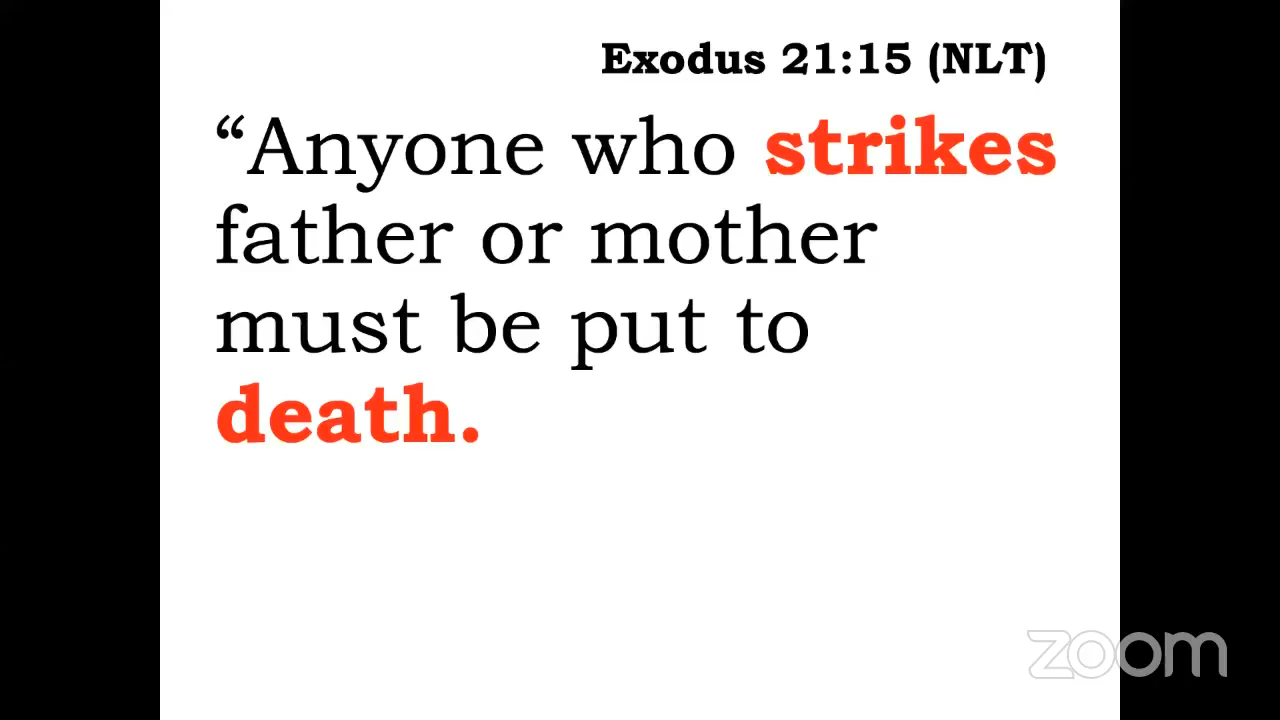 Exodus 21:15 (NLT)
“Anyone who strikes
father or mother
must be put to
death.
zoom